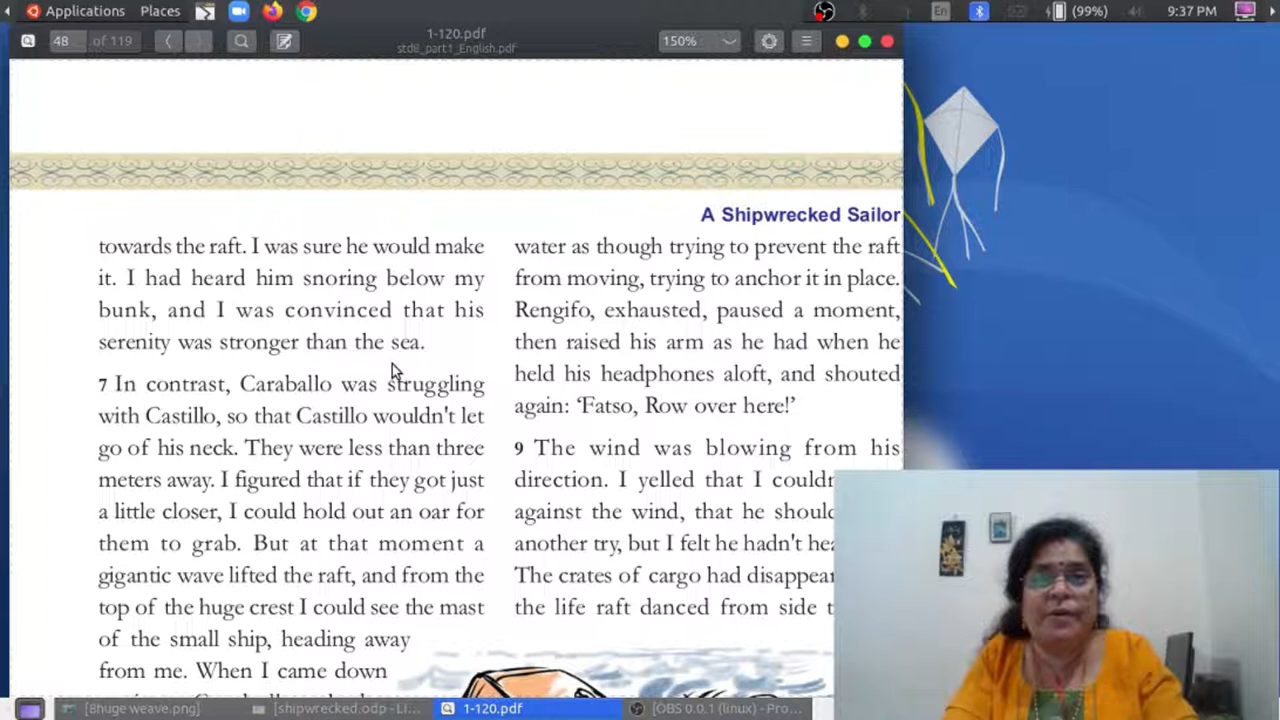 Applications Places
En
(99%)
9:37 PM
48 of 119
1-120.pdf
std8_part1_English.pdf
150%
A Shipwrecked Sailor
towards the raft. I was sure he would make
it. I had heard him snoring below my
bunk, and I was convinced that his
serenity was stronger than the sea.
7 In contrast, Caraballo was struggling
with Castillo, so that Castillo wouldn't let
go of his neck. They were less than three
meters away. I figured that if they got just
a little closer, I could hold out an oar for
them to grab. But at that moment a
gigantic wave lifted the raft, and from the
top of the huge crest I could see the mast
of the small ship, heading away
from me. When I came down
water as though trying to prevent the raft
from moving, trying to anchor it in place.
Rengifo, exhausted, paused a moment,
then raised his arm as he had when he
held his headphones aloft, and shouted
again: ‘Fatso, Row over here!’
9 The wind was blowing from his
direction. I yelled that I couldn
against the wind, that he shoul
another try, but I felt he hadn't hea
The crates of cargo had disappear
the life raft danced from side t
[8huge weave.png]
[shipwrecked.odp - Li...
1-120.pdf
[OBS 0.0.1 (linux) - Pro...